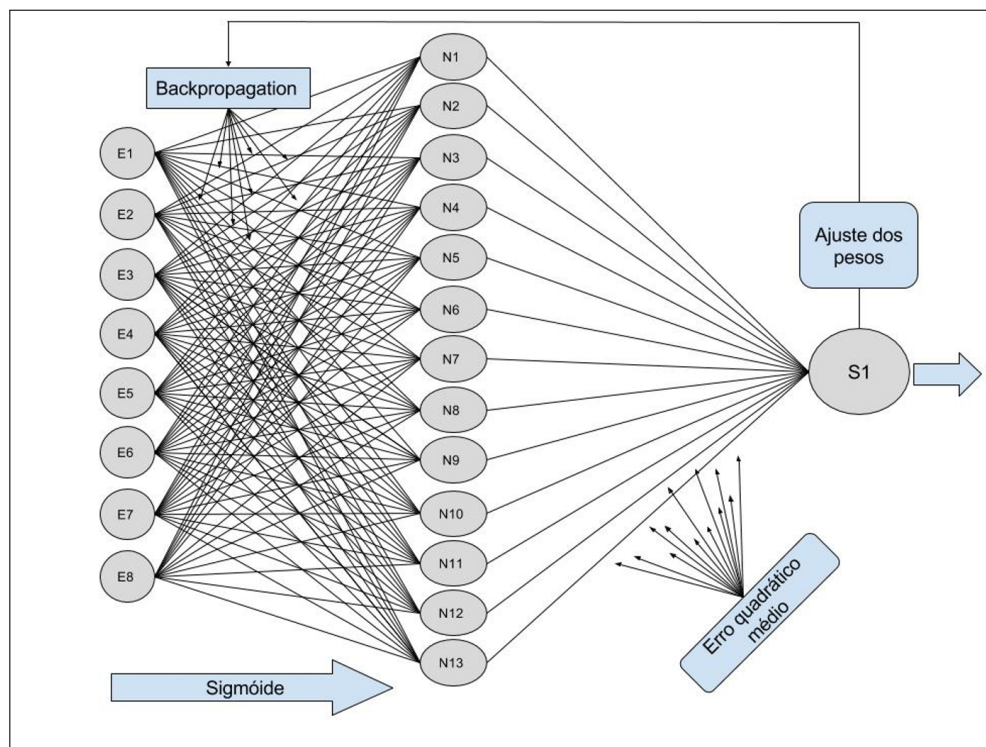 Backpropagation
E1
E2
E3
E4
E5
E6
E7
E8
N1
N2
N3
N4
N5
N6
N7
N8
N9
N10
N11
N12
N13
Ajuste dos
pesos
S1
Erro quadrático
médio
Sigmóide